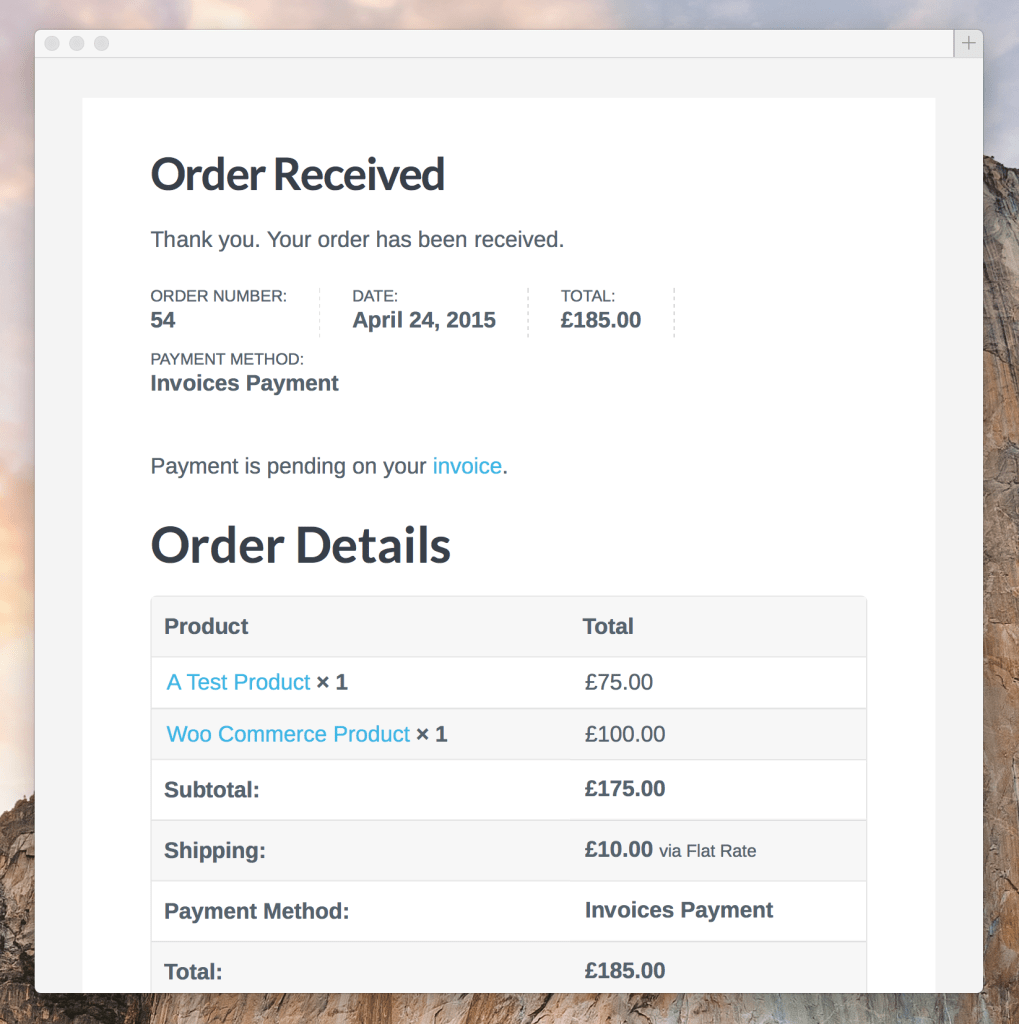 Order Received
Thank you. Your order has been received.
ORDER NUMBER: DATE: TOTAL:
54 April 24, 2015 £185.00
PAYMENT METHOD:
Invoices Payment
Payment is pending on your invoice.
Order Details
Product Total
A Test Product × 1 £75.00
Woo Commerce Product × 1 £100.00
Subtotal: £175.00
Shipping: £10.00 via Flat Rate
Payment Method: Invoices Payment
Total: £185.00